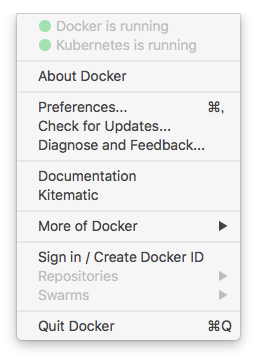 Docker is running
Kubernetes is running
About Docker
Preferences... ⌘,
Check for Updates...
Diagnose and Feedback...
Documentation
Kitematic
More of Docker
Sign in / Create Docker ID
Repositories
Swarms
Quit Docker ⌘Q